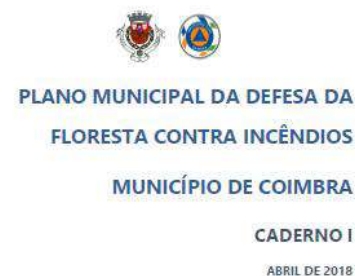 PLANO MUNICIPAL DA DEFESA DA
FLORESTA CONTRA INCÊNDIOS
MUNICÍPIO DE COIMBRA
CADERNO I
ABRIL DE 2018